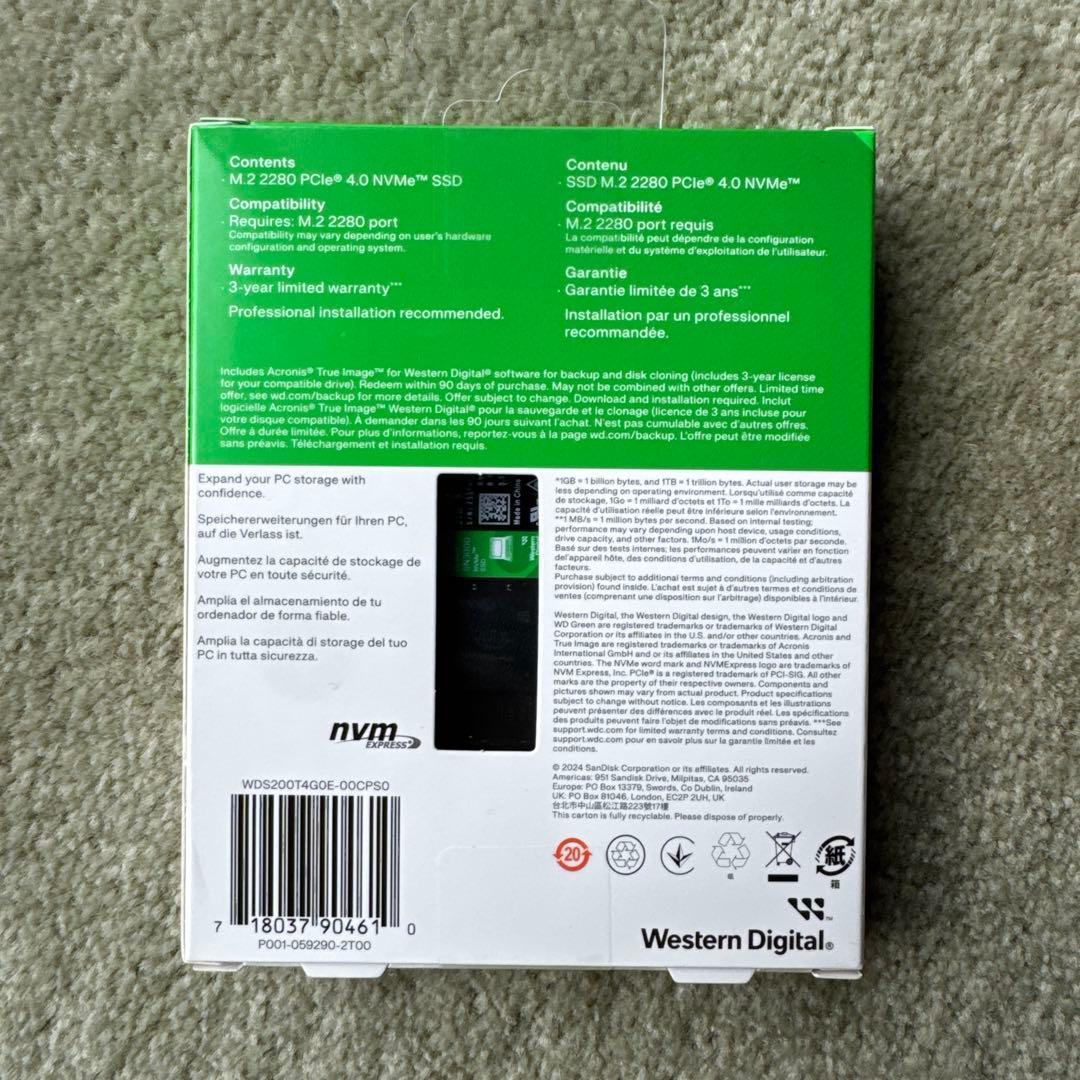 Contents
· M.2 2280 PCIe® 4.0 NVMe™ SSD
Compatibility
· Requires: M.2 2280 port
Compatibility may vary depending on user's hardware
configuration and operating system.
Warranty
· 3-year limited warranty***
Professional installation recommended.
Contenu
· SSD M.2 2280 PCIe® 4.0 NVMe™
Compatibilité
· M.2 2280 port requis
La compatibilité peut dépendre de la configuration
matérielle et du système d'exploitation de l'utilisateur.
Garantie
· Garantie limitée de 3 ans***
Installation par un professionnel
recommandée.
Includes Acronis® True Image™ for Western Digital® software for backup and disk cloning (includes 3-year license
for your compatible drive). Redeem within 90 days of purchase. May not be combined with other offers. Limited time
offer, see wd.com/backup for more details. Offer subject to change. Download and installation required. Inclut
logicielle Acronis® True Image™ Western Digital® pour la sauvegarde et le clonage (licence de 3 ans incluse pour
votre disque compatible). À demander dans les 90 jours suivant l'achat. N'est pas cumulable avec d'autres offres.
Offre à durée limitée. Pour plus d'informations, reportez-vous à la page wd.com/backup. L'offre peut être modifiée
sans préavis. Téléchargement et installation requis.
Expand your PC storage with
confidence.
Speichererweiterungen für Ihren PC,
auf die Verlass ist.
Augmentez la capacité de stockage de
votre PC en toute sécurité.
Amplía el almacenamiento de tu
ordenador de forma fiable.
Amplia la capacità di storage del tuo
PC in tutta sicurezza.
Made in China
SN3000
NVMe™
SSD
Western
Digital
*1GB = 1 billion bytes, and 1TB = 1 trillion bytes. Actual user storage may be
less depending on operating environment. Lorsqu'utilisé comme capacité
de stockage, 1Go = 1 milliard d'octets et 1To = 1 mille milliards d'octets. La
capacité d'utilisation peut être inférieure selon l'environnement.
**1 MB/s = 1 million bytes per second. Based on internal testing;
performance may vary depending upon host device, usage conditions,
drive capacity, and other factors. 1Mo/s = 1 million d'octets par seconde.
Basé sur des tests internes; les performances peuvent varier en fonction
de l'appareil hôte, des conditions d'utilisation, de la capacité et d'autres
facteurs.
Purchase subject to additional terms and conditions (including arbitration
provision) found inside. L'achat est sujet à d'autres termes et conditions de
ventes (comprenant une disposition sur l'arbitrage) disponibles à l'intérieur.
Western Digital, the Western Digital design, the Western Digital logo and
WD Green are registered trademarks or trademarks of Western Digital
Corporation or its affiliates in the U.S. and/or other countries. Acronis and
True Image are registered trademarks or trademarks of Acronis
International GmbH and or its affiliates in the United States and other
countries. The NVMe word mark and NVMExpress logo are trademarks of
NVM Express, Inc. PCIe® is a registered trademark of PCI-SIG. All other
marks are the property of their respective owners. Components and
pictures shown may vary from actual product. Product specifications
subject to change without notice. Les composants et les illustrations
peuvent présenter des différences avec le produit réel. Les spécifications
des produits peuvent faire l'objet de modifications sans préavis. ***See
support.wdc.com for limited warranty terms and conditions. Consultez
support.wdc.com pour en savoir plus sur la garantie limitée et les
conditions.
nvm
EXPRESS
© 2024 SanDisk Corporation or its affiliates. All rights reserved.
Americas: 951 Sandisk Drive, Milpitas, CA 95035
Europe: PO Box 13379, Swords, Co Dublin, Ireland
UK: PO Box 81046, London, EC2P 2UH, UK
台北市中山區松江路223號17樓
This carton is fully recyclable. Please dispose of properly.
WDS200T4G0E-00CPS0
7 18037 90461 0
P001-059290-2T00
20
紙
紙
箱
Western Digital®